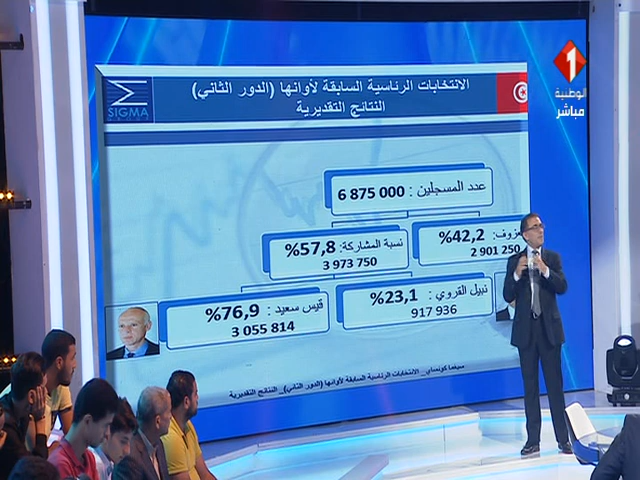 1
الوطنية
مباشر
الانتخابات الرئاسية السابقة لأوانها (الدور الثاني)
النتائج التقديرية
SIGMA
عدد المسجلين : 000 875 6
نسبة المشاركة: 57,8%
3 973 750
عزوف: 42,2%
2 901 250
قيس سعيد : 76,9%
3 055 814
نبيل القروي : 23,1%
917 936
سيغما كونساي _ الانتخابات الرئاسية السابقة لأوانها (الدور الثاني)_ النتائج التقديرية